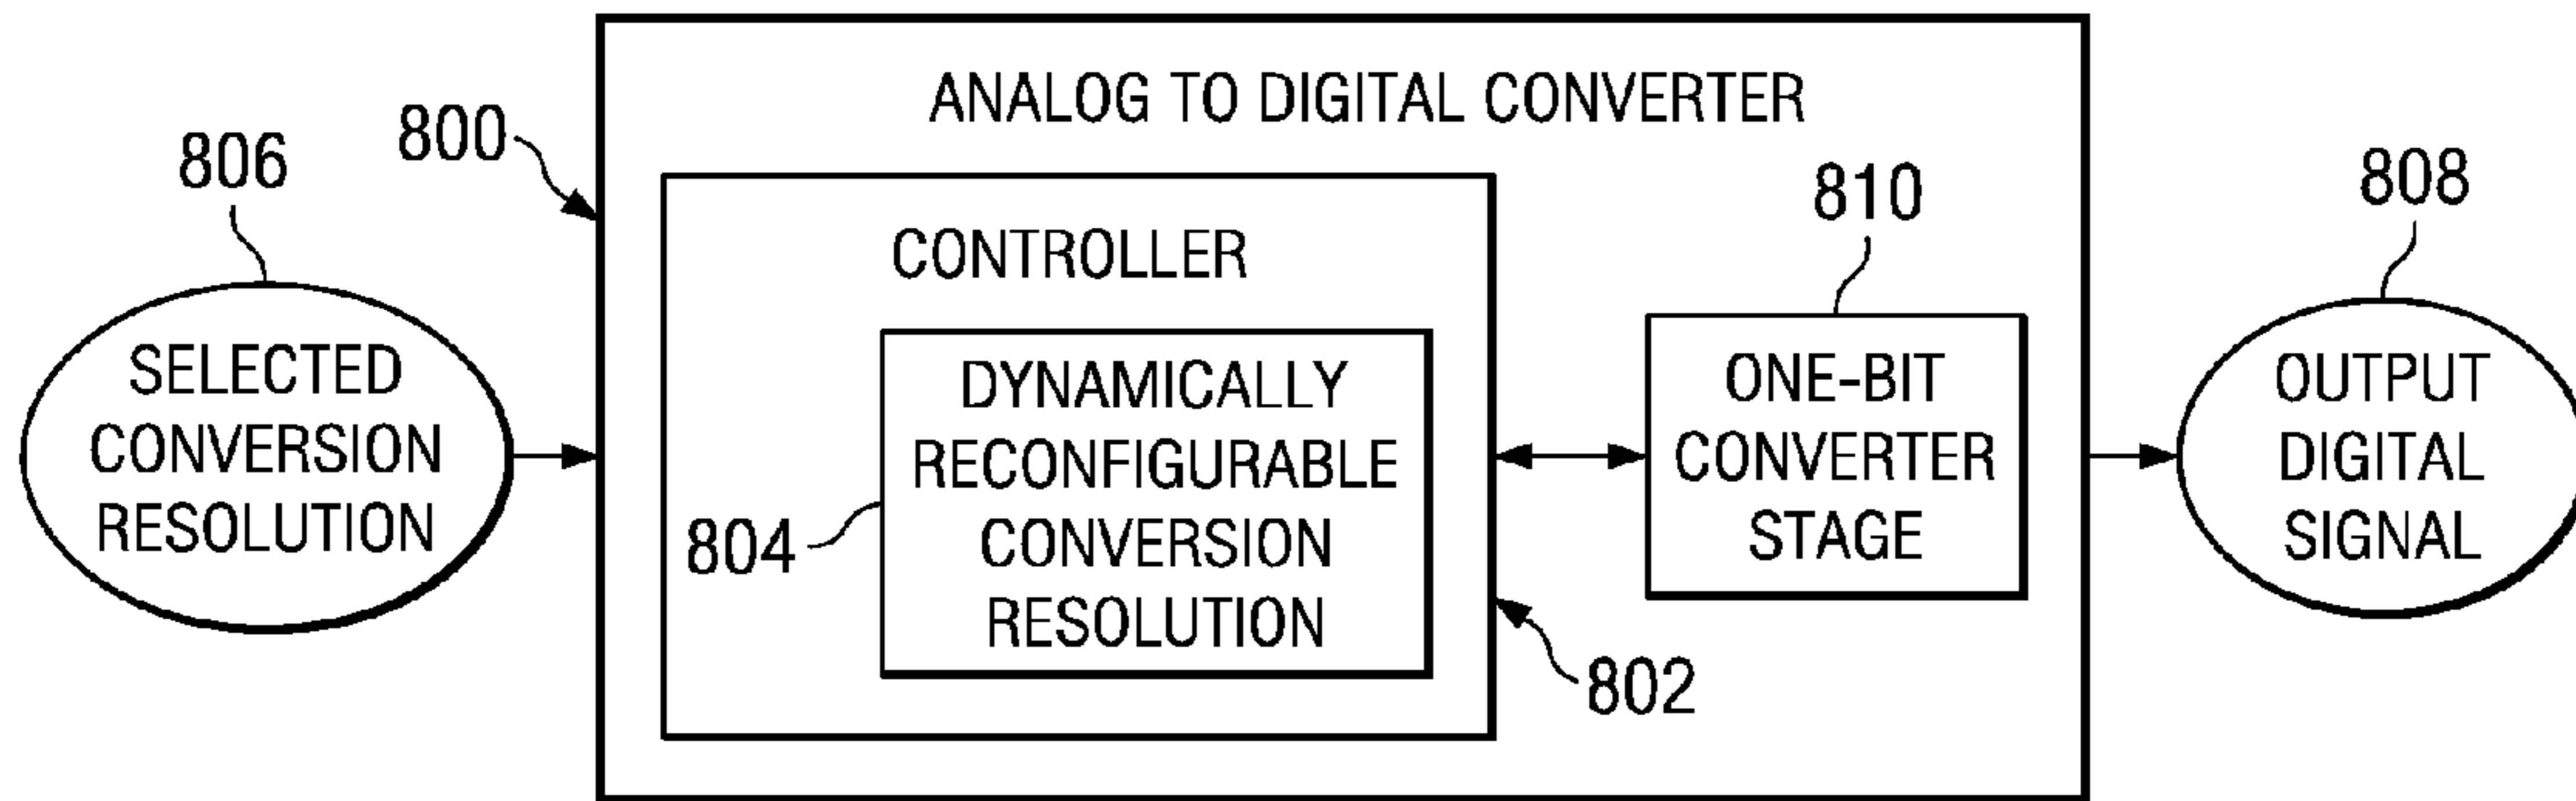 ANALOG TO DIGITAL CONVERTER
800
806
SELECTED
CONVERSION
RESOLUTION
CONTROLLER
804
DYNAMICALLY
RECONFIGURABLE
CONVERSION
RESOLUTION
802
810
ONE-BIT
CONVERTER
STAGE
808
OUTPUT
DIGITAL
SIGNAL